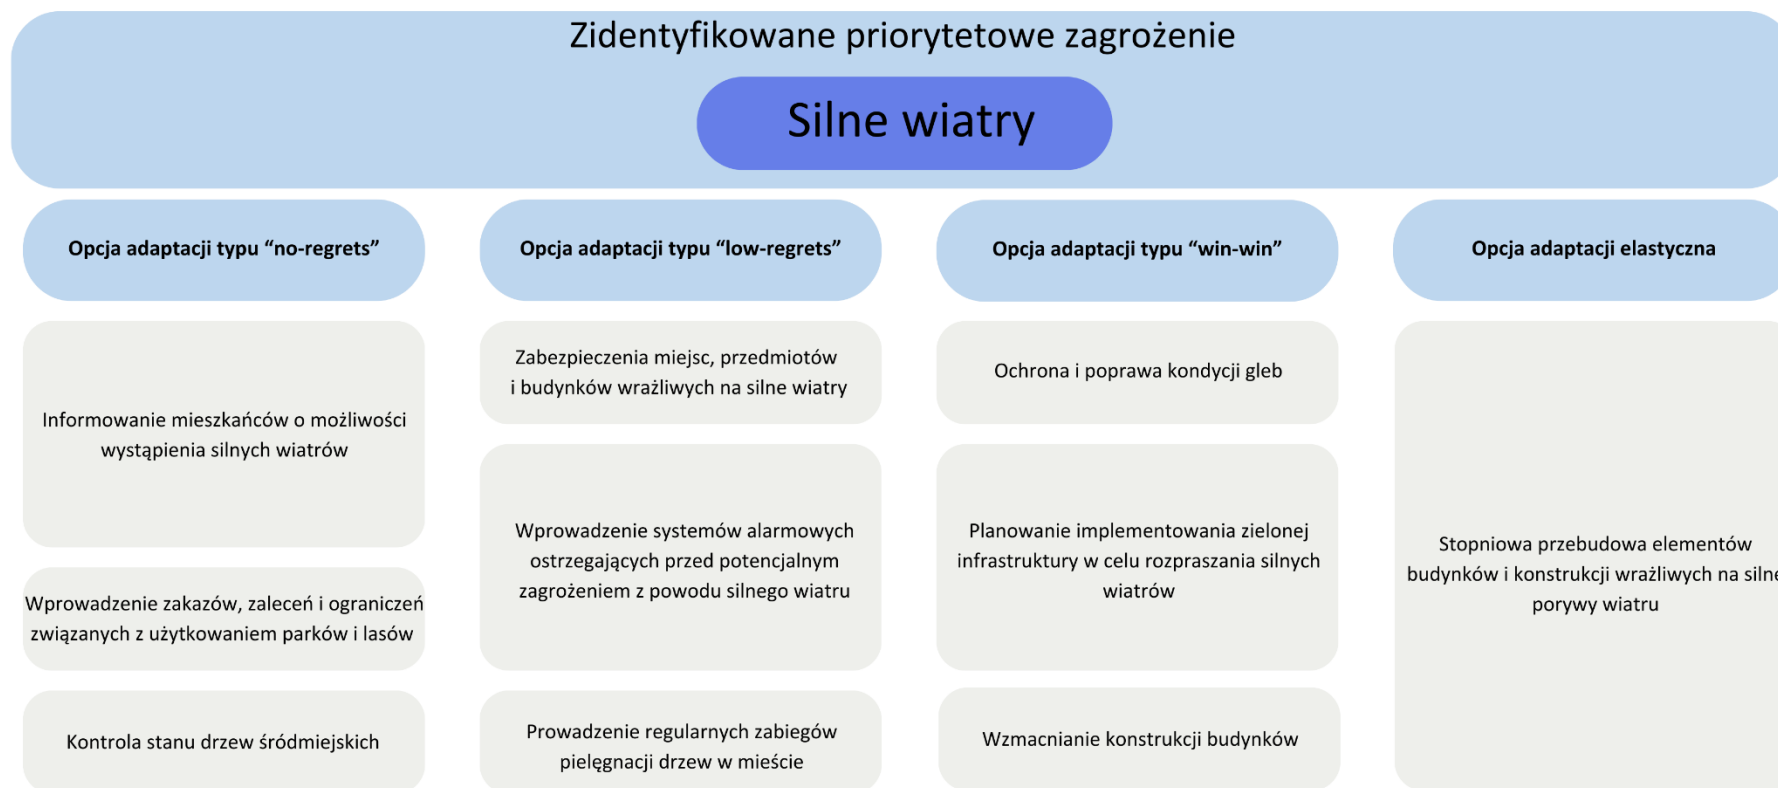 Zidentyfikowane priorytetowe zagrożenie
Silne wiatry
Opcja adaptacji typu “no-regrets”
Informowanie mieszkańców o możliwości
wystąpienia silnych wiatrów
Wprowadzenie zakazów, zaleceń i ograniczeń
związanych z użytkowaniem parków i lasów
Kontrola stanu drzew śródmiejskich
Opcja adaptacji typu “low-regrets”
Zabezpieczenia miejsc, przedmiotów
i budynków wrażliwych na silne wiatry
Wprowadzenie systemów alarmowych
ostrzegających przed potencjalnym
zagrożeniem z powodu silnego wiatru
Prowadzenie regularnych zabiegów
pielęgnacji drzew w mieście
Opcja adaptacji typu “win-win”
Ochrona i poprawa kondycji gleb
Planowanie implementowania zielonej
infrastruktury w celu rozpraszania silnych
wiatrów
Wzmacnianie konstrukcji budynków
Opcja adaptacji elastyczna
Stopniowa przebudowa elementów
budynków i konstrukcji wrażliwych na silne
porywy wiatru